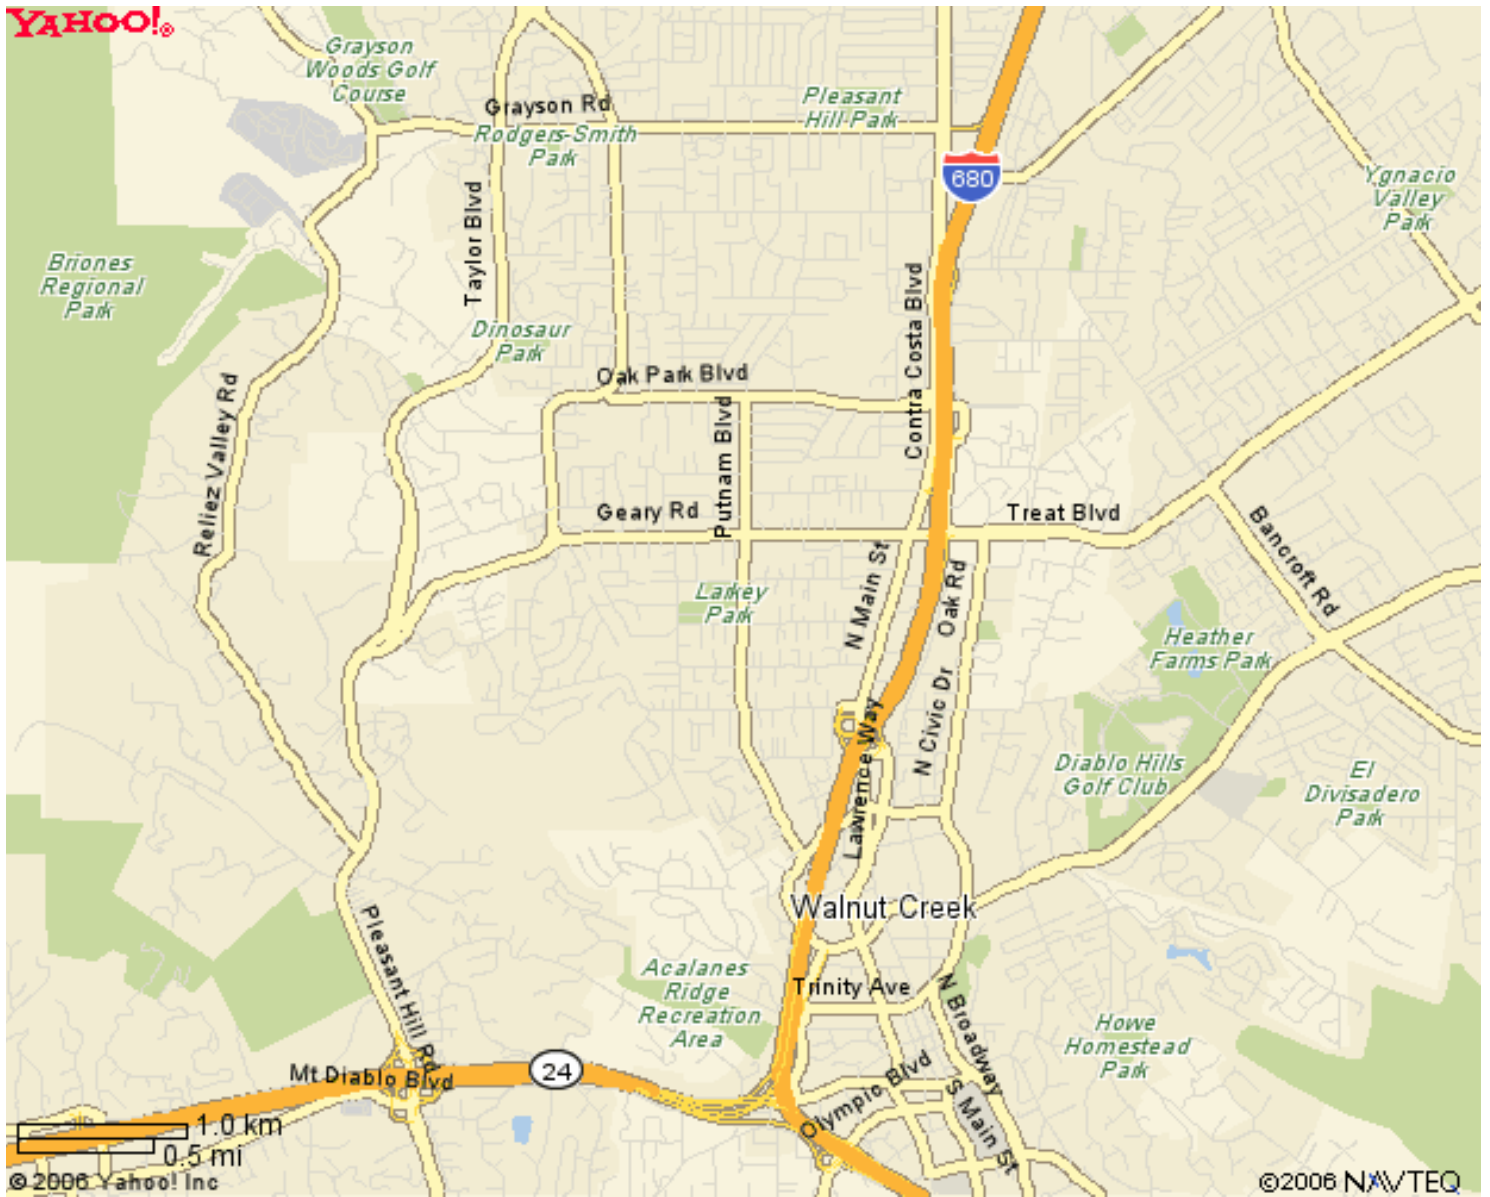 YAHOO!®
Grayson
Woods Golf
Course
Grayson Rd
Rodgers-Smith
Park
Pleasant
Hill Park
680
Ygnacio
Valley
Park
Briones
Regional
Park
Taylor Blvd
Dinosaur
Park
Contra Costa Blvd
Oak Park Blvd
Reliez Valley Rd
Putnam Blvd
Geary Rd
Treat Blvd
Bancroft Rd
Larkey
Park
N Main St
Oak Rd
Heather
Farms Park
N Civic Dr
Lawrence Way
Diablo Hills
Golf Club
El
Divisadero
Park
Walnut Creek
Pleasant Hill Rd
Acalanes
Ridge
Recreation
Area
Trinity Ave
N Broadway
Howe
Homestead
Park
24
Mt Diablo Blvd
Olympic Blvd
S Main St
1.0 km
0.5 mi
©2006 Yahoo! Inc
©2006 NAVTEQ